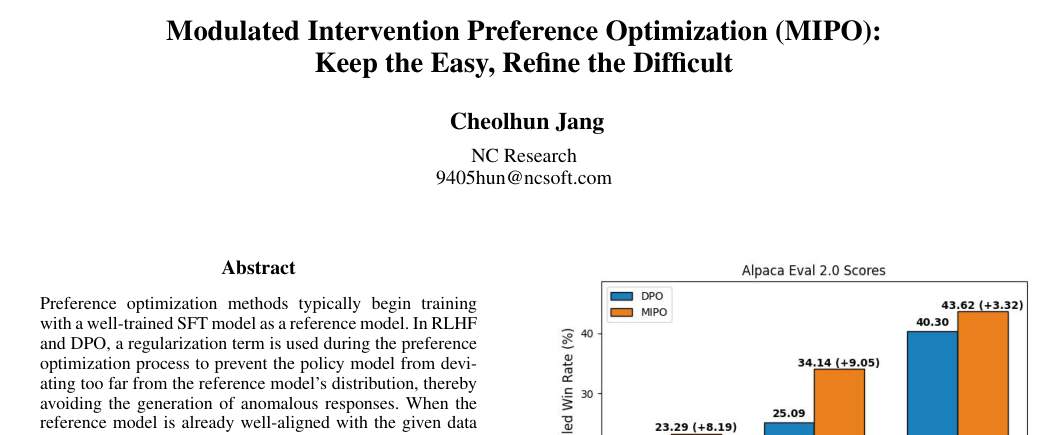 Modulated Intervention Preference Optimization (MIPO):
Keep the Easy, Refine the Difficult
Cheolhun Jang
NC Research
9405hun@ncsoft.com
Abstract
Preference optimization methods typically begin training
with a well-trained SFT model as a reference model. In RLHF
and DPO, a regularization term is used during the preference
optimization process to prevent the policy model from devi-
ating too far from the reference model's distribution, thereby
avoiding the generation of anomalous responses. When the
reference model is already well-aligned with the given data
Alpaca Eval 2.0 Scores
DPO
MIPO
43.62 (+3.32)
40.30
40
34.14 (+9.05)
30
25.09
23.29 (+8.19)
led Win Rate (%)